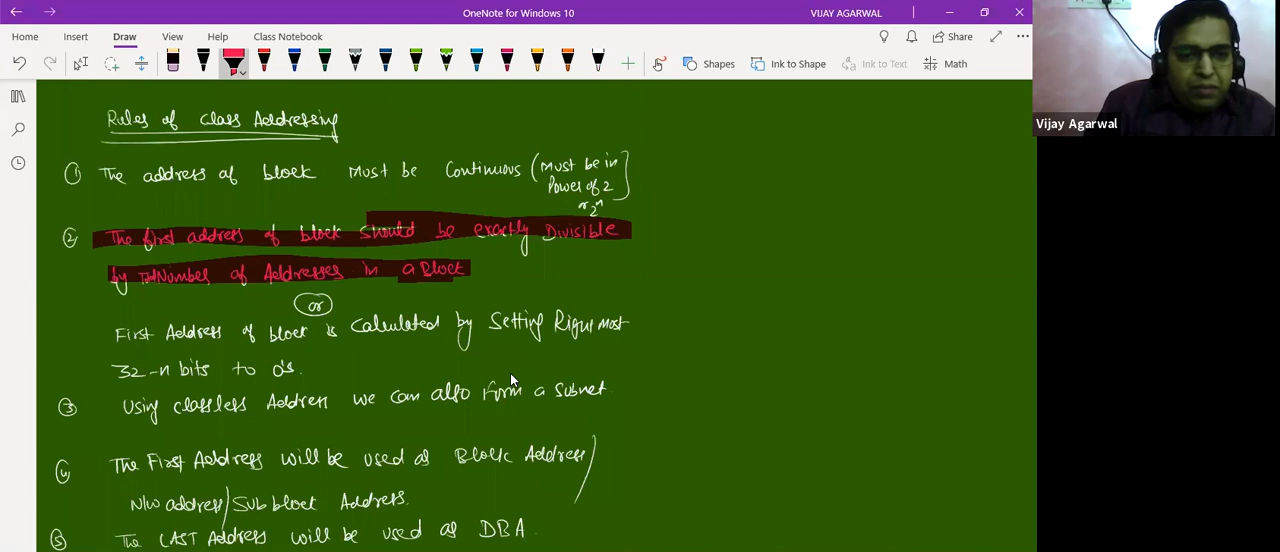 OneNote for Windows 10
VIJAY AGARWAL
Home Insert Draw View Help Class Notebook
Share
Shapes Ink to Shape Ink to Text Math
Vijay Agarwal
Rules of class Addressing
① The address of block Must be Continuous (Must be in
Power of 2
or 2ⁿ
② The first address of block should be exactly Divisible
by Number of Addresses in a Block
or
First Address of block is calculated by Setting Right most
32-n bits to 0's.
③ Using classless Address we can also form a subnet.
④ The First Address will be used as Block Address/
N/w address/Sub block Address.
⑤ The LAST Address will be used as DBA.